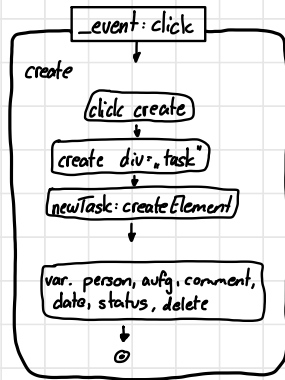 _event: click
create
click create
create div="task"
newTask: createElement
var. person, aufg, comment,
date, status, delete